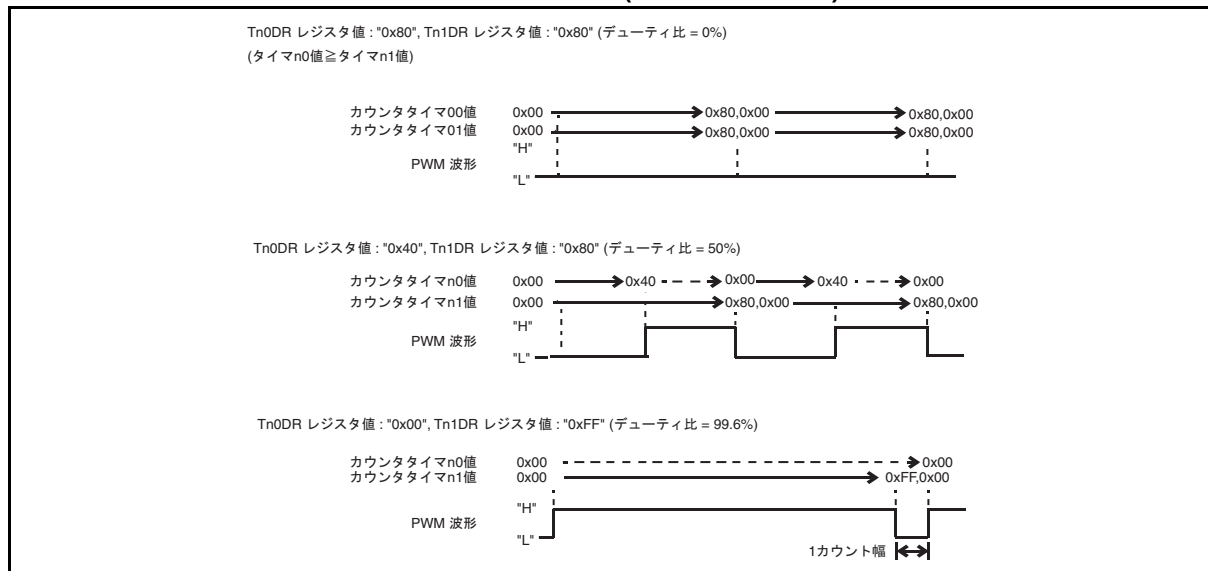 Tn0DR レジスタ値 : "0x80", Tn1DR レジスタ値 : "0x80" (デューティ比 = 0%)
(タイマn0値≧タイマn1値)
カウンタタイマ00値 0x00 0x80,0x00 0x80,0x00
カウンタタイマ01値 0x00 0x80,0x00 0x80,0x00
"H"
PWM 波形
"L"
Tn0DR レジスタ値 : "0x40", Tn1DR レジスタ値 : "0x80" (デューティ比 = 50%)
カウンタタイマn0値 0x00 0x40 0x00 0x40 0x00
カウンタタイマn1値 0x00 0x80,0x00 0x80,0x00
"H"
PWM 波形
"L"
Tn0DR レジスタ値 : "0x00", Tn1DR レジスタ値 : "0xFF" (デューティ比 = 99.6%)
カウンタタイマn0値 0x00 0x00
カウンタタイマn1値 0x00 0xFF,0x00
"H"
PWM 波形
"L"
1カウント幅